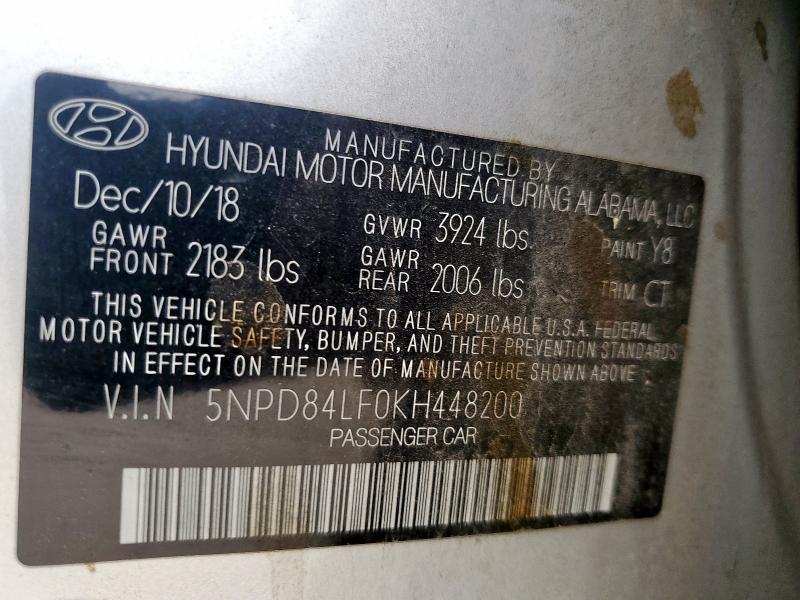 MANUFACTURED BY
HYUNDAI MOTOR MANUFACTURING ALABAMA, LLC
Dec/10/18 GVWR 3924 lbs PAINT Y8
GAWR FRONT 2183 lbs GAWR REAR 2006 lbs TRIM CT
THIS VEHICLE CONFORMS TO ALL APPLICABLE U.S.A. FEDERAL
MOTOR VEHICLE SAFETY, BUMPER, AND THEFT PREVENTION STANDARDS
IN EFFECT ON THE DATE OF MANUFACTURE SHOWN ABOVE
V.I.N 5NPD84LF0KH448200
PASSENGER CAR